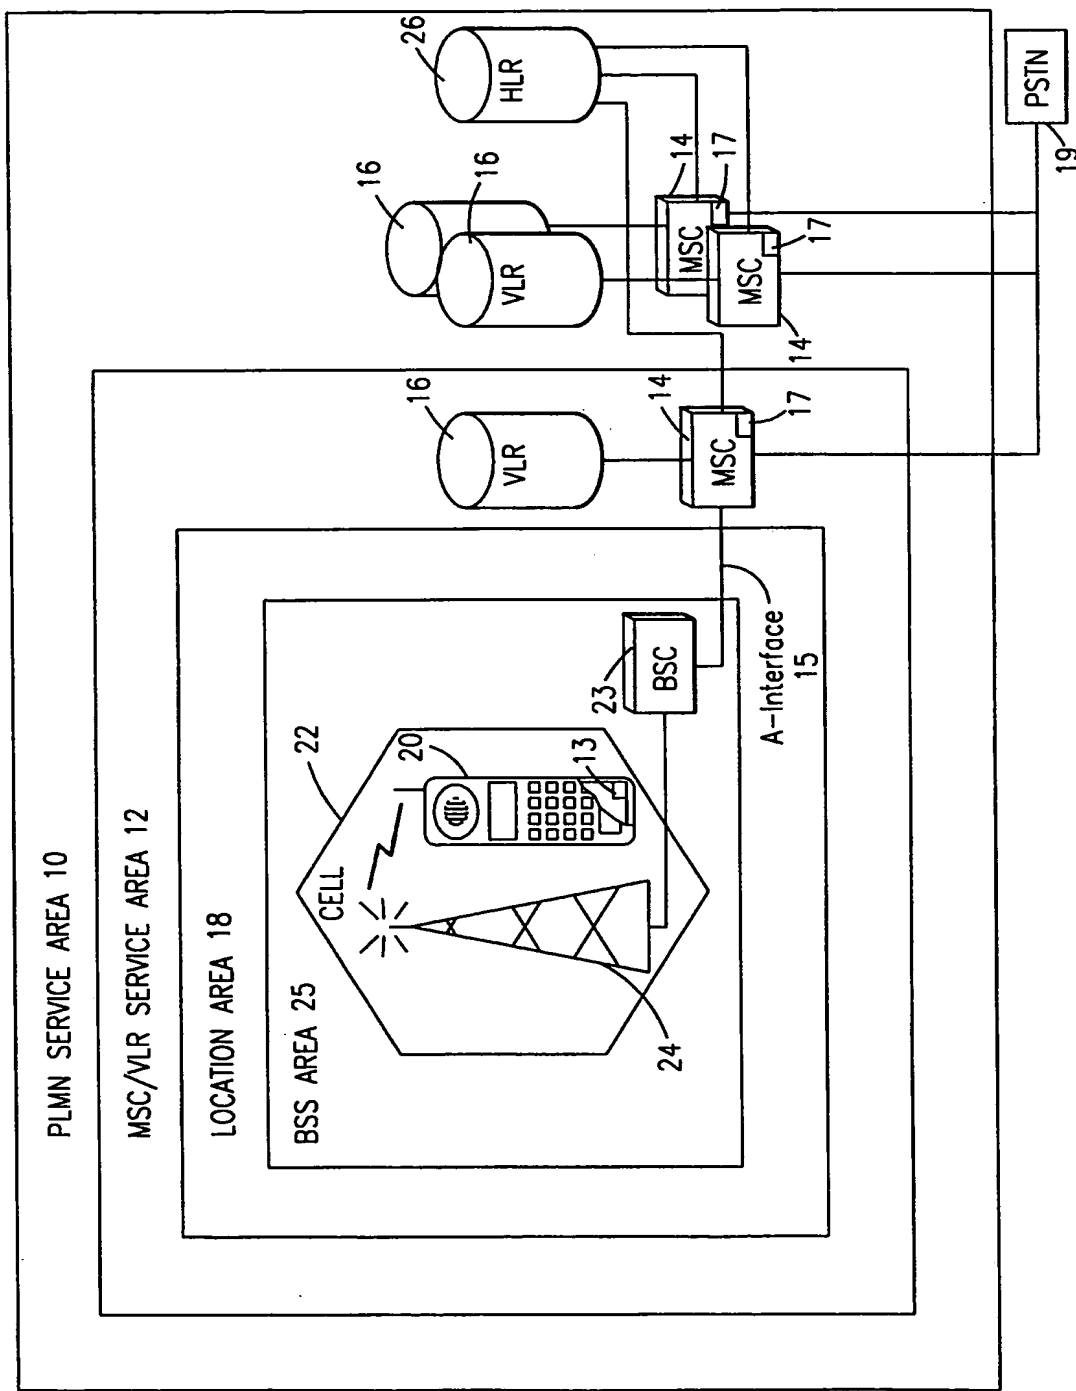 PLMN SERVICE AREA 10
MSC/VLR SERVICE AREA 12
LOCATION AREA 18
BSS AREA 25
CELL
22
20
13
24
23
BSC
A-Interface
15
16
VLR
14
MSC
17
16
16
VLR
14
MSC
17
MSC
17
14
26
HLR
PSTN
19